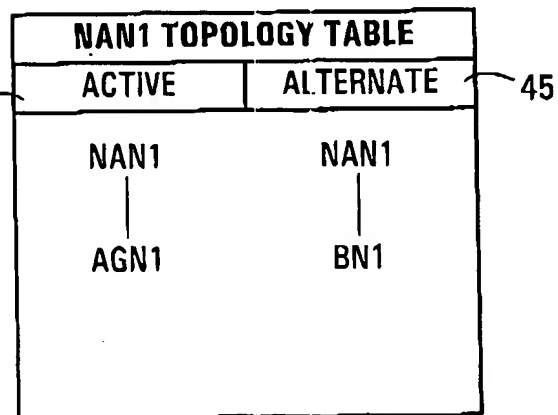 NAN1 TOPOLOGY TABLE
ACTIVE ALTERNATE 45
NAN1 NAN1
AGN1 BN1